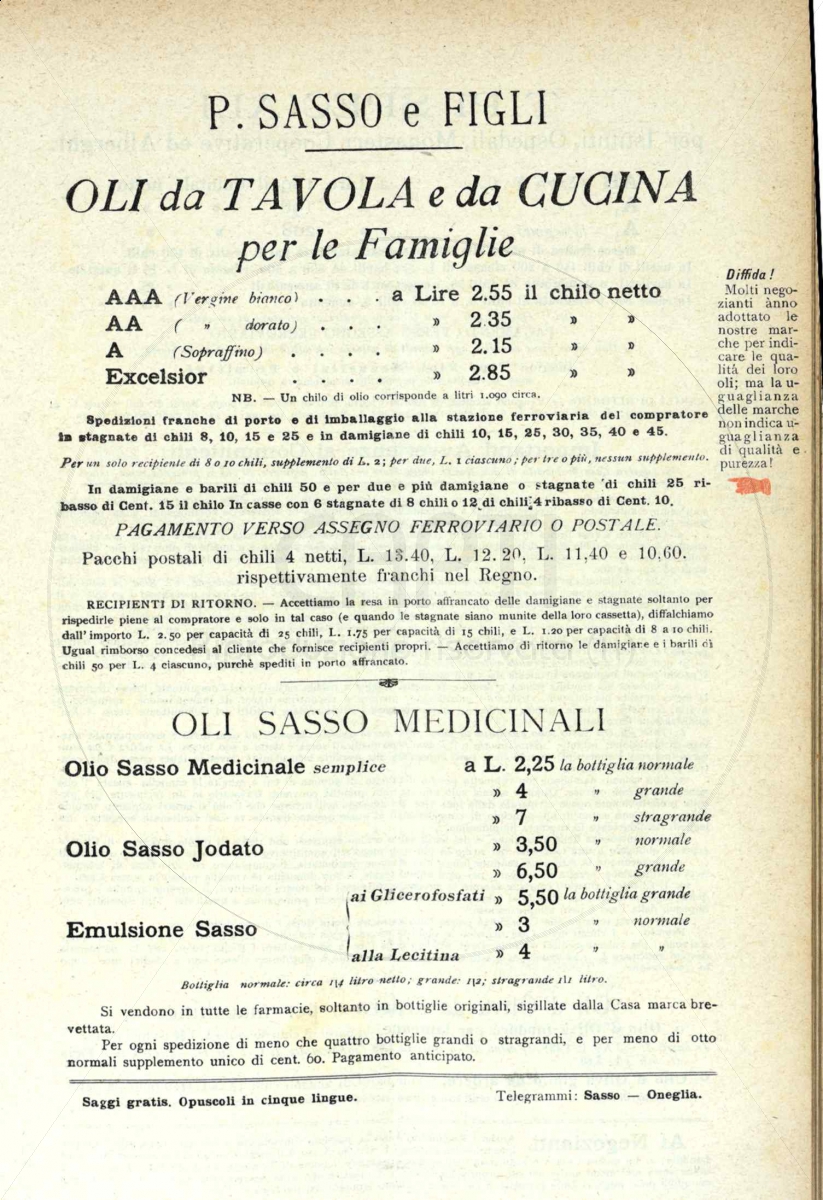 P. SASSO e FIGLI
OLI da TAVOLA e da CUCINA
per le Famiglie
AAA (Vergine bianco) . . . a Lire 2.55 il chilo netto
AA ( „ dorato) . . . » 2.35 » »
A (Sopraffino) . . . . » 2.15 » »
Excelsior . . . . » 2.85 » »
NB. — Un chilo di olio corrisponde a litri 1.090 circa.
Spedizioni franche di porto e di imballaggio alla stazione ferroviaria del compratore
in stagnate di chili 8, 10, 15 e 25 e in damigiane di chili 10, 15, 25, 30, 35, 40 e 45.
Per un solo recipiente di 8 o 10 chili, supplemento di L. 2; per due, L. 1 ciascuno; per tre o più, nessun supplemento.
In damigiane e barili di chili 50 e per due e più damigiane o stagnate di chili 25 ri-
basso di Cent. 15 il chilo In casse con 6 stagnate di 8 chili o 12 di chili 4 ribasso di Cent. 10.
PAGAMENTO VERSO ASSEGNO FERROVIARIO O POSTALE.
Pacchi postali di chili 4 netti, L. 13.40, L. 12.20, L. 11,40 e 10,60.
rispettivamente franchi nel Regno.
RECIPIENTI DI RITORNO. — Accettiamo la resa in porto affrancato delle damigiane e stagnate soltanto per
rispedirle piene al compratore e solo in tal caso (e quando le stagnate siano munite della loro cassetta), diffalchiamo
dall' importo L. 2.50 per capacità di 25 chili, L. 1.75 per capacità di 15 chili, e L. 1.20 per capacità di 8 a 10 chili.
Ugual rimborso concedesi al cliente che fornisce recipienti propri. — Accettiamo di ritorno le damigiane e i barili di
chili 50 per L. 4 ciascuno, purchè spediti in porto affrancato.
Diffida!
Molti nego-
zianti ànno
adottato le
nostre mar-
che per indi-
care le qua-
lità dei loro
oli; ma la u-
guaglianza
delle marche
non indica u-
guaglianza
di qualità e
purezza!
OLI SASSO MEDICINALI
Olio Sasso Medicinale semplice a L. 2,25 la bottiglia normale
» 4 „ grande
» 7 „ stragrande
Olio Sasso Jodato » 3,50 „ normale
» 6,50 „ grande
ai Glicerofosfati » 5,50 la bottiglia grande
Emulsione Sasso » 3 „ normale
alla Lecitina » 4 „ „
Bottiglia normale: circa 1\4 litro netto; grande: 1\2; stragrande 1\1 litro.
Si vendono in tutte le farmacie, soltanto in bottiglie originali, sigillate dalla Casa marca bre-
vettata.
Per ogni spedizione di meno che quattro bottiglie grandi o stragrandi, e per meno di otto
normali supplemento unico di cent. 60. Pagamento anticipato.
Saggi gratis. Opuscoli in cinque lingue. Telegrammi: Sasso — Oneglia.